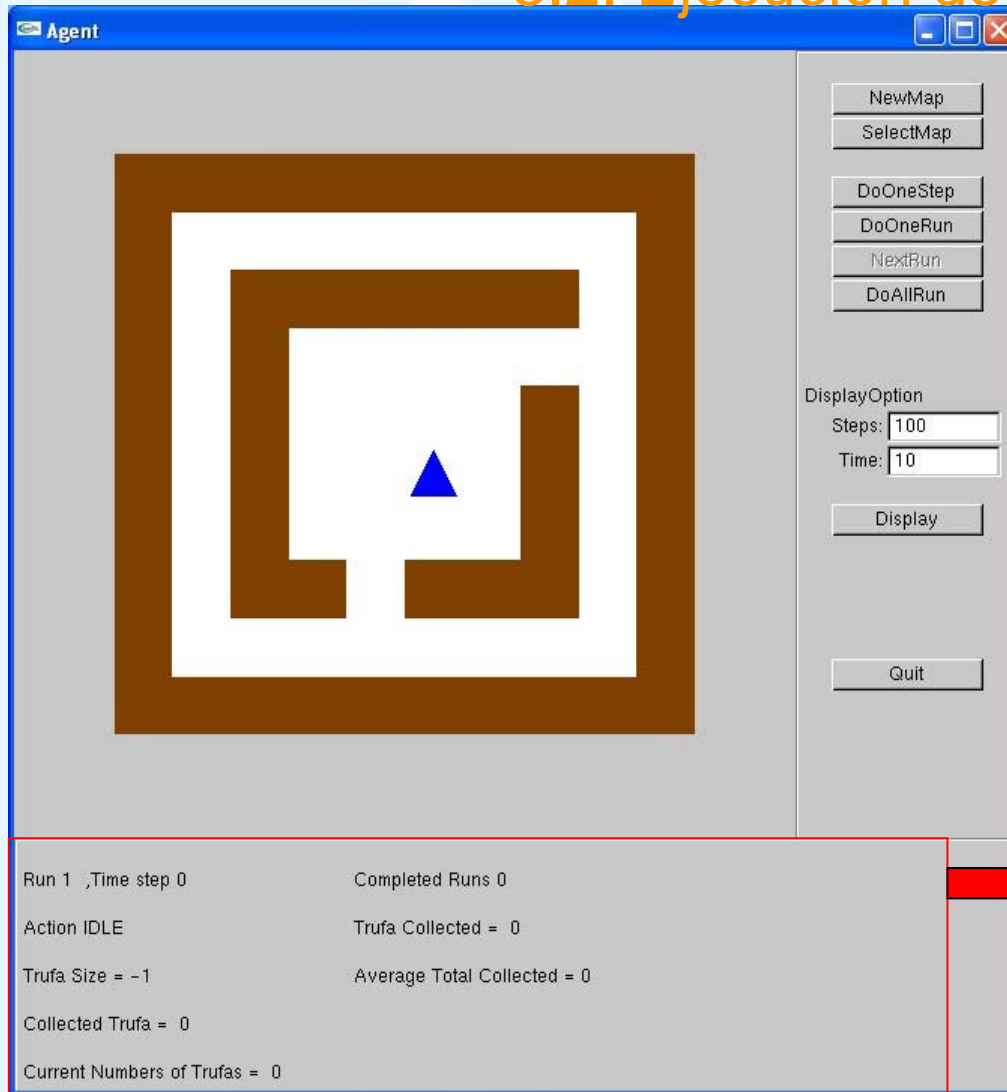 Agent
NewMap
SelectMap
DoOneStep
DoOneRun
NextRun
DoAllRun
DisplayOption
Steps: 100
Time: 10
Display
Quit
Run 1 ,Time step 0
Completed Runs 0
Action IDLE
Trufa Collected = 0
Trufa Size = -1
Average Total Collected = 0
Collected Trufa = 0
Current Numbers of Trufas = 0